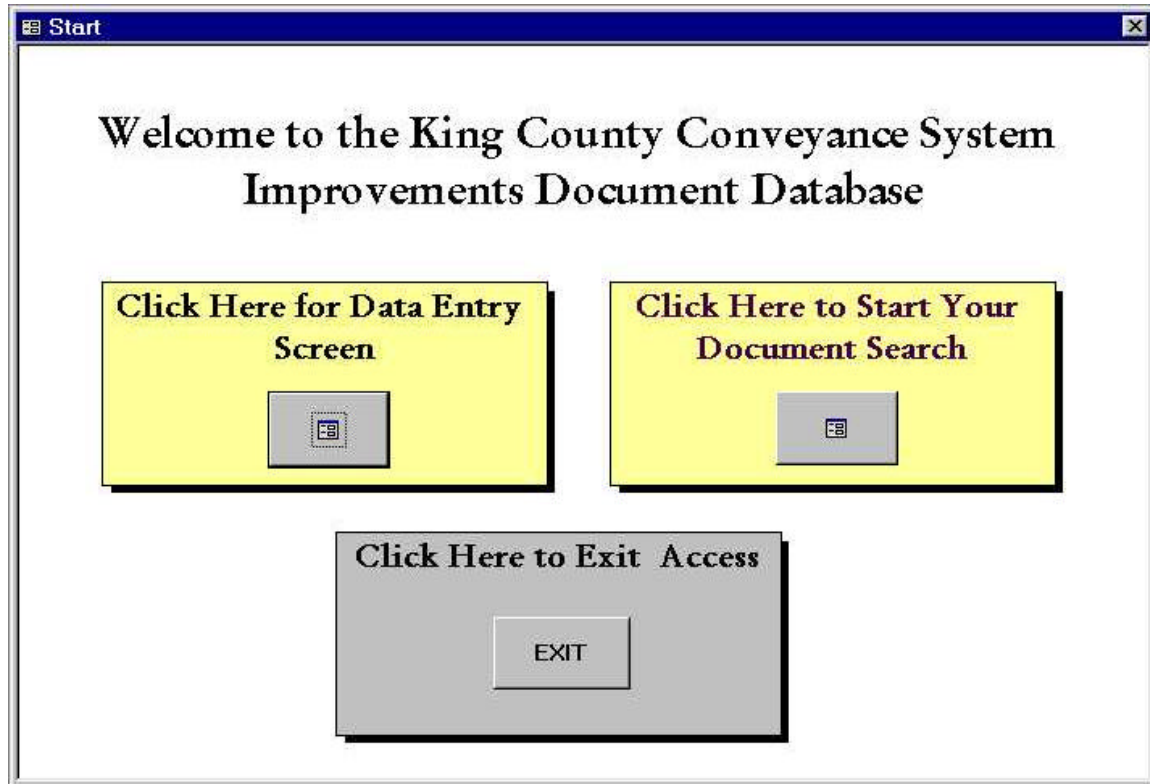 Start
Welcome to the King County Conveyance System
Improvements Document Database
Click Here for Data Entry
Screen
Click Here to Start Your
Document Search
Click Here to Exit  Access
EXIT